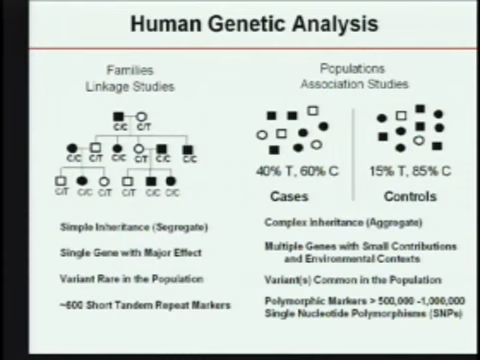 Human Genetic Analysis
Families
Linkage Studies
Populations
Association Studies
C/C C/T
C/C C/T C/C C/T C/C C/C
C/T C/C C/T C/T C/C C/C
40% T, 60% C
15% T, 85% C
Cases
Controls
Simple Inheritance (Segregate)
Single Gene with Major Effect
Variant Rare in the Population
~600 Short Tandem Repeat Markers
Complex Inheritance (Aggregate)
Multiple Genes with Small Contributions
and Environmental Contexts
Variant(s) Common in the Population
Polymorphic Markers > 500,000 -1,000,000
Single Nucleotide Polymorphisms (SNPs)